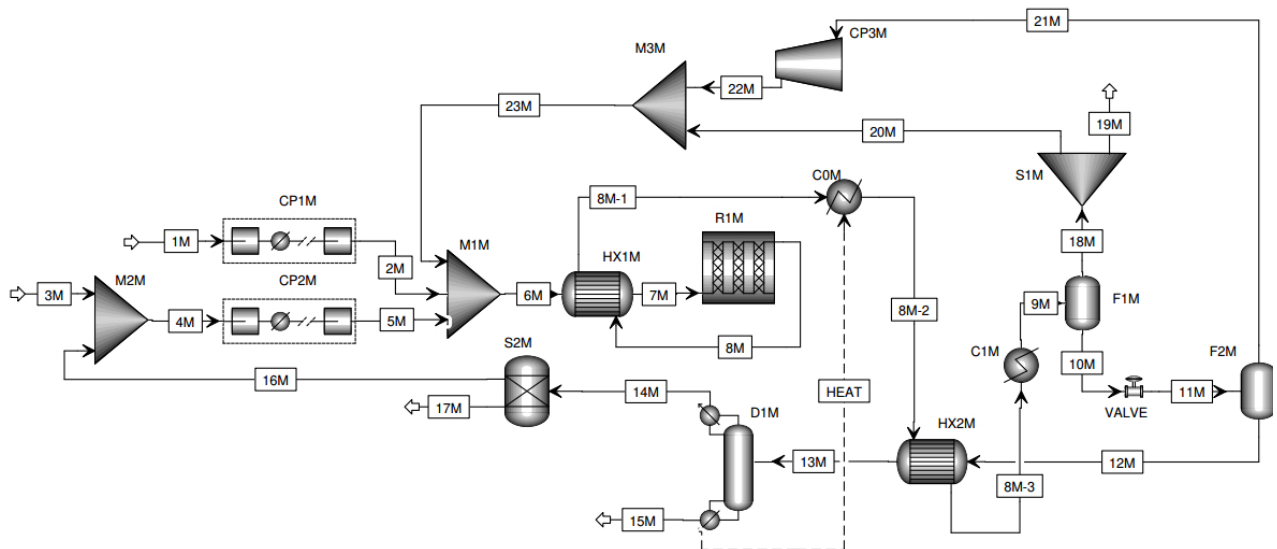 21M
CP3M
M3M
22M
23M
19M
20M
C0M
S1M
CP1M
8M-1
R1M
1M
M1M
18M
HX1M
2M
M2M
CP2M
9M
F1M
3M
6M
7M
8M-2
4M
5M
C1M
8M
S2M
10M
F2M
16M
14M
HEAT
11M
17M
VALVE
D1M
HX2M
13M
12M
8M-3
15M